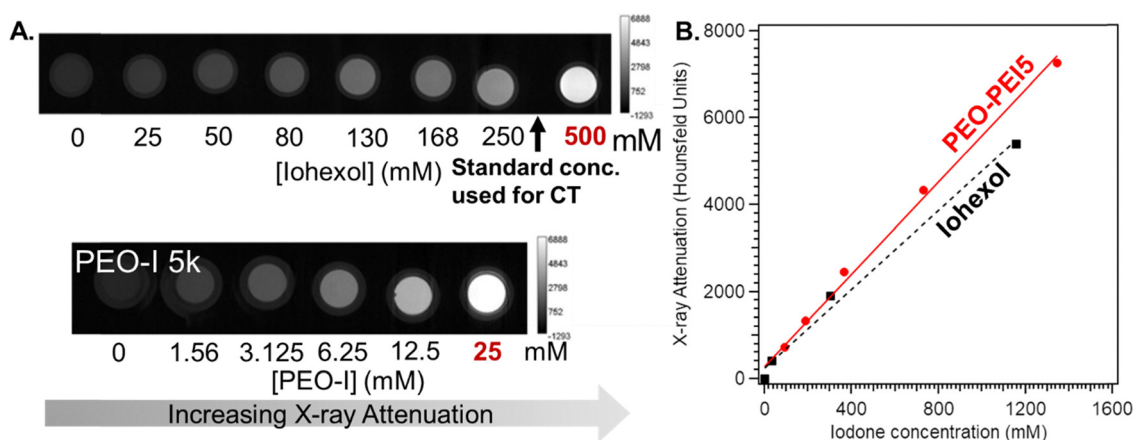 A.
6888
4843
2798
752
-1293
0 25 50 80 130 168 250 500 mM
[Iohexol] (mM)
Standard conc.
used for CT
PEO-I 5k
6888
4843
2798
752
-1293
0 1.56 3.125 6.25 12.5 25 mM
[PEO-I] (mM)
Increasing X-ray Attenuation
B.
X-ray Attenuation (Hounsfeld Units)
8000
6000
4000
2000
0
PEO-PEI5
Iohexol
0 400 800 1200 1600
Iodone concentration (mM)